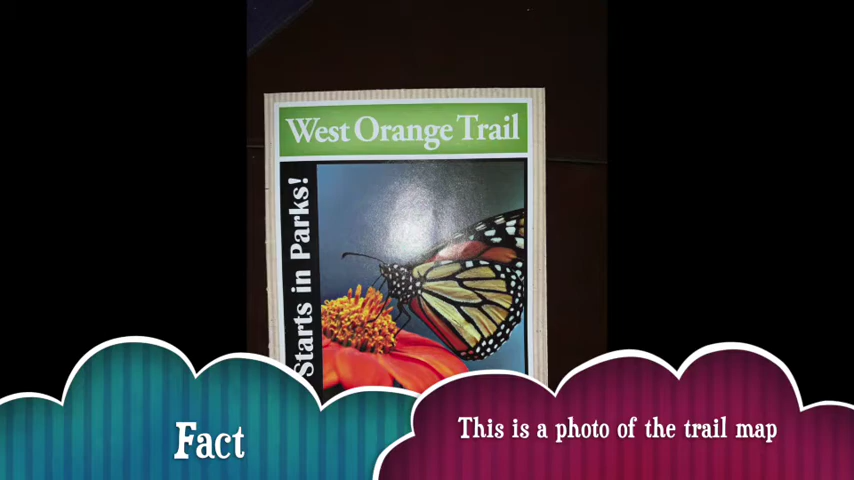 West Orange Trail
Starts in Parks!
Fact
This is a photo of the trail map